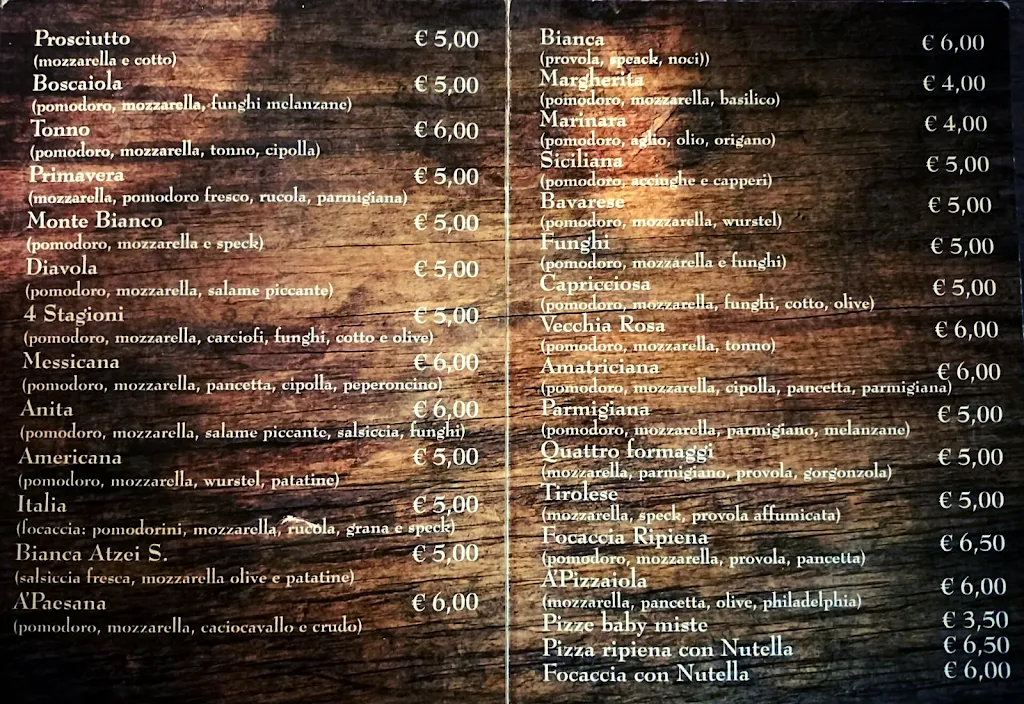 Prosciutto € 5,00
(mozzarella e cotto)
Boscaiola € 5,00
(pomodoro, mozzarella, funghi melanzane)
Tonno € 6,00
(pomodoro, mozzarella, tonno, cipolla)
Primavera € 5,00
(mozzarella, pomodoro fresco, rucola, parmigiana)
Monte Bianco € 5,00
(pomodoro, mozzarella e speck)
Diavola € 5,00
(pomodoro, mozzarella, salame piccante)
4 Stagioni € 5,00
(pomodoro, mozzarella, carciofi, funghi, cotto e olive)
Messicana € 6,00
(pomodoro, mozzarella, pancetta, cipolla, peperoncino)
Anita € 6,00
(pomodoro, mozzarella, salame piccante, salsiccia, funghi)
Americana € 5,00
(pomodoro, mozzarella, wurstel, patatine)
Italia € 5,00
(focaccia: pomodorini, mozzarella, rucola, grana e speck)
Bianca Atzei S. € 5,00
(salsiccia fresca, mozzarella olive e patatine)
A'Paesana € 6,00
(pomodoro, mozzarella, caciocavallo e crudo)
Bianca € 6,00
(provola, speack, noci))
Margherita € 4,00
(pomodoro, mozzarella, basilico)
Marinara € 4,00
(pomodoro, aglio, olio, origano)
Siciliana € 5,00
(pomodoro, acciughe e capperi)
Bavarese € 5,00
(pomodoro, mozzarella, wurstel)
Funghi € 5,00
(pomodoro, mozzarella e funghi)
Capricciosa € 5,00
(pomodoro, mozzarella, funghi, cotto, olive)
Vecchia Rosa € 6,00
(pomodoro, mozzarella, tonno)
Amatriciana € 6,00
(pomodoro, mozzarella, cipolla, pancetta, parmigiana)
Parmigiana € 5,00
(pomodoro, mozzarella, parmigiano, melanzane)
Quattro formaggi € 5,00
(mozzarella, parmigiano, provola, gorgonzola)
Tirolese € 5,00
(mozzarella, speck, provola affumicata)
Focaccia Ripiena € 6,50
(pomodoro, mozzarella, provola, pancetta)
A'Pizzaiola € 6,00
(mozzarella, pancetta, olive, philadelphia)
Pizze baby miste € 3,50
Pizza ripiena con Nutella € 6,50
Focaccia con Nutella € 6,00